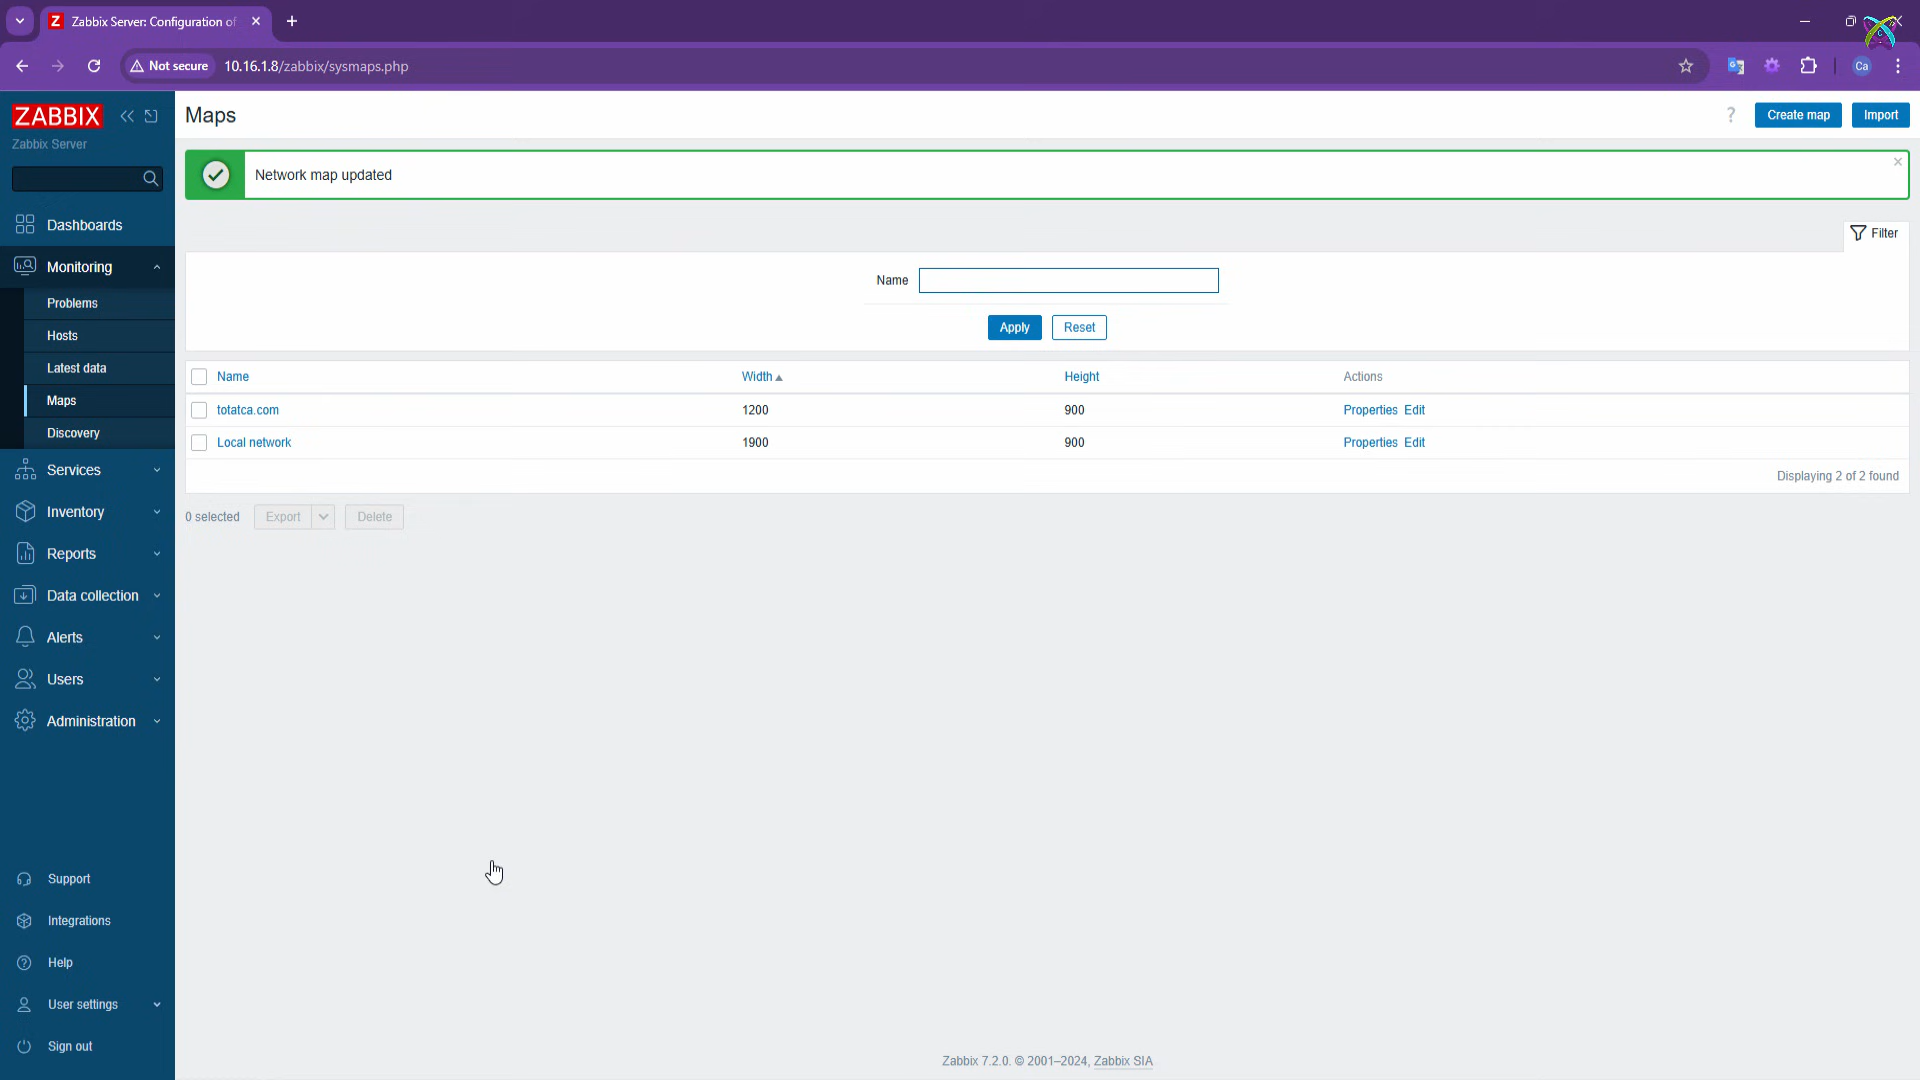 Z Zabbix Server: Configuration of
Not secure 10.16.1.8/zabbix/sysmaps.php
Ca
ZABBIX
Zabbix Server
Dashboards
Monitoring
Problems
Hosts
Latest data
Maps
Discovery
Services
Inventory
Reports
Data collection
Alerts
Users
Administration
Support
Integrations
Help
User settings
Sign out
Maps
? Create map Import
Network map updated
Filter
Name
Apply Reset
Name Width Height Actions
totatca.com 1200 900 Properties Edit
Local network 1900 900 Properties Edit
Displaying 2 of 2 found
0 selected Export Delete
Zabbix 7.2.0. © 2001–2024, Zabbix SIA